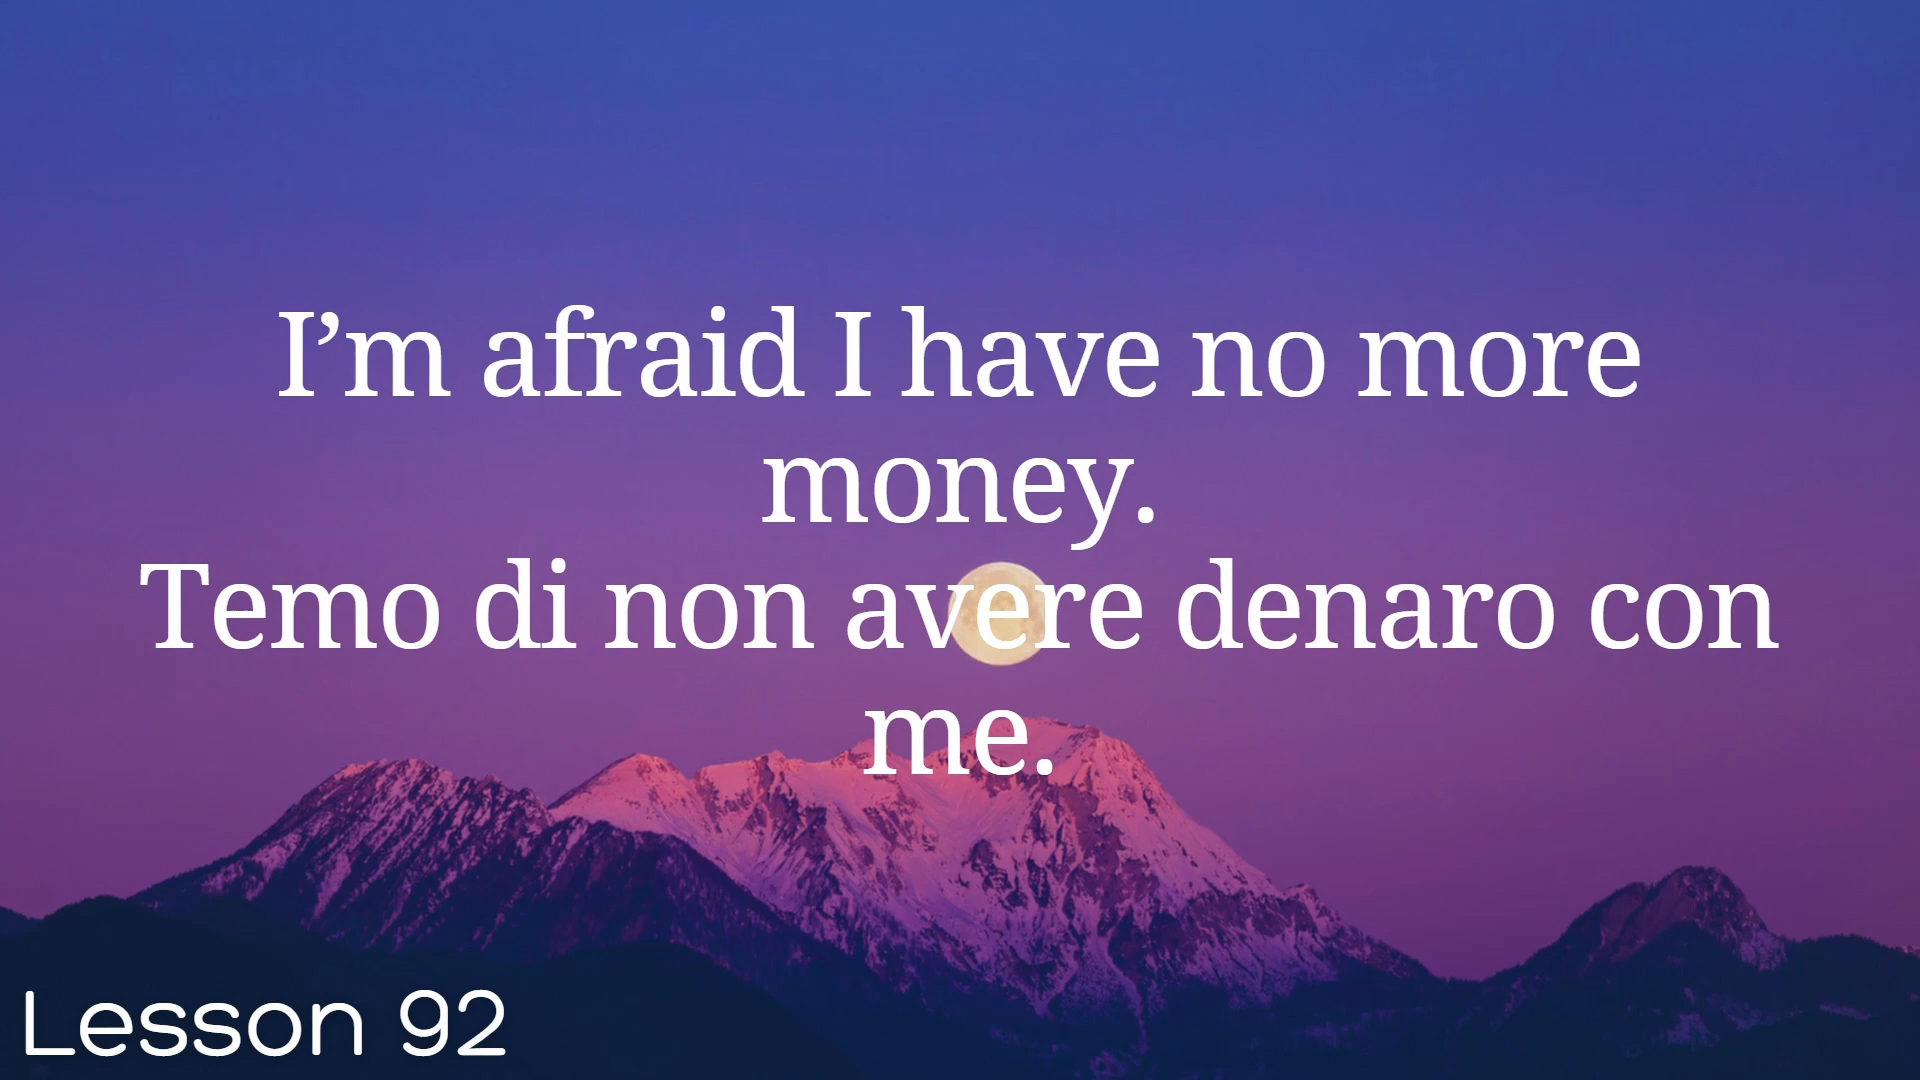 I’m afraid I have no more
money.
Temo di non avere denaro con
me.
Lesson 92